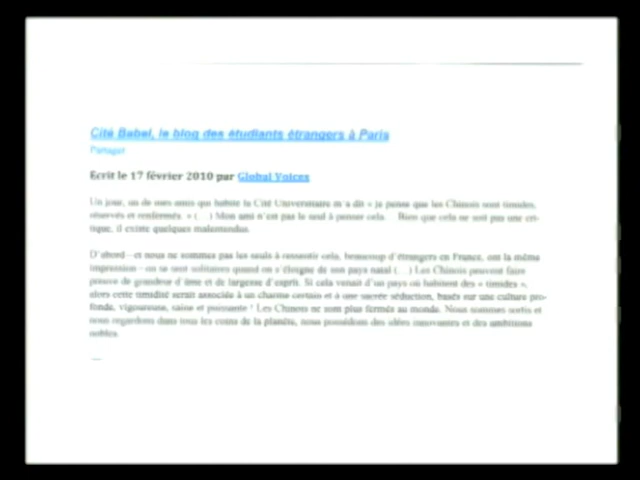 Cité Babel, le blog des étudiants étrangers à Paris
Partager
Ecrit le 17 février 2010 par Global Voices
Un jour, un de mes amis qui habite la Cité Universitaire m'a dit « je pense que les Chinois sont timides,
réservés et renfermés. » (…) Mon ami n'est pas le seul à penser cela. Bien que cela ne soit pas une cri-
tique, il existe quelques malentendus.
D'abord - et nous ne sommes pas les seuls à ressentir cela, beaucoup d'étrangers en France, ont la même
impression - on se sent solitaires quand on s'éloigne de son pays natal (…) Les Chinois peuvent faire
preuve de grandeur d'âme et de largesse d'esprit. Si cela venait d'un pays où habitent des « timides »,
alors cette timidité serait associée à un charme certain et à une sacrée séduction, basés sur une culture pro-
fonde, vigoureuse, saine et puissante ! Les Chinois ne sont plus fermés au monde. Nous sommes sortis et
nous regardons dans tous les coins de la planète, nous possédons des idées innovantes et des ambitions
nobles.